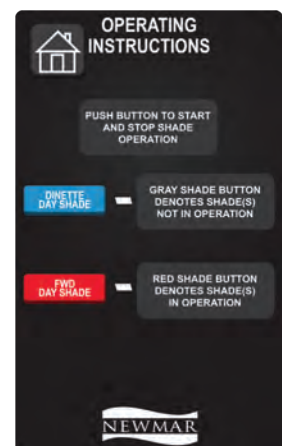 OPERATING
INSTRUCTIONS
PUSH BUTTON TO START
AND STOP SHADE
OPERATION
DINETTE
DAY SHADE
GRAY SHADE BUTTON
DENOTES SHADE(S)
NOT IN OPERATION
FWD
DAY SHADE
RED SHADE BUTTON
DENOTES SHADE(S)
IN OPERATION
NEWMAR